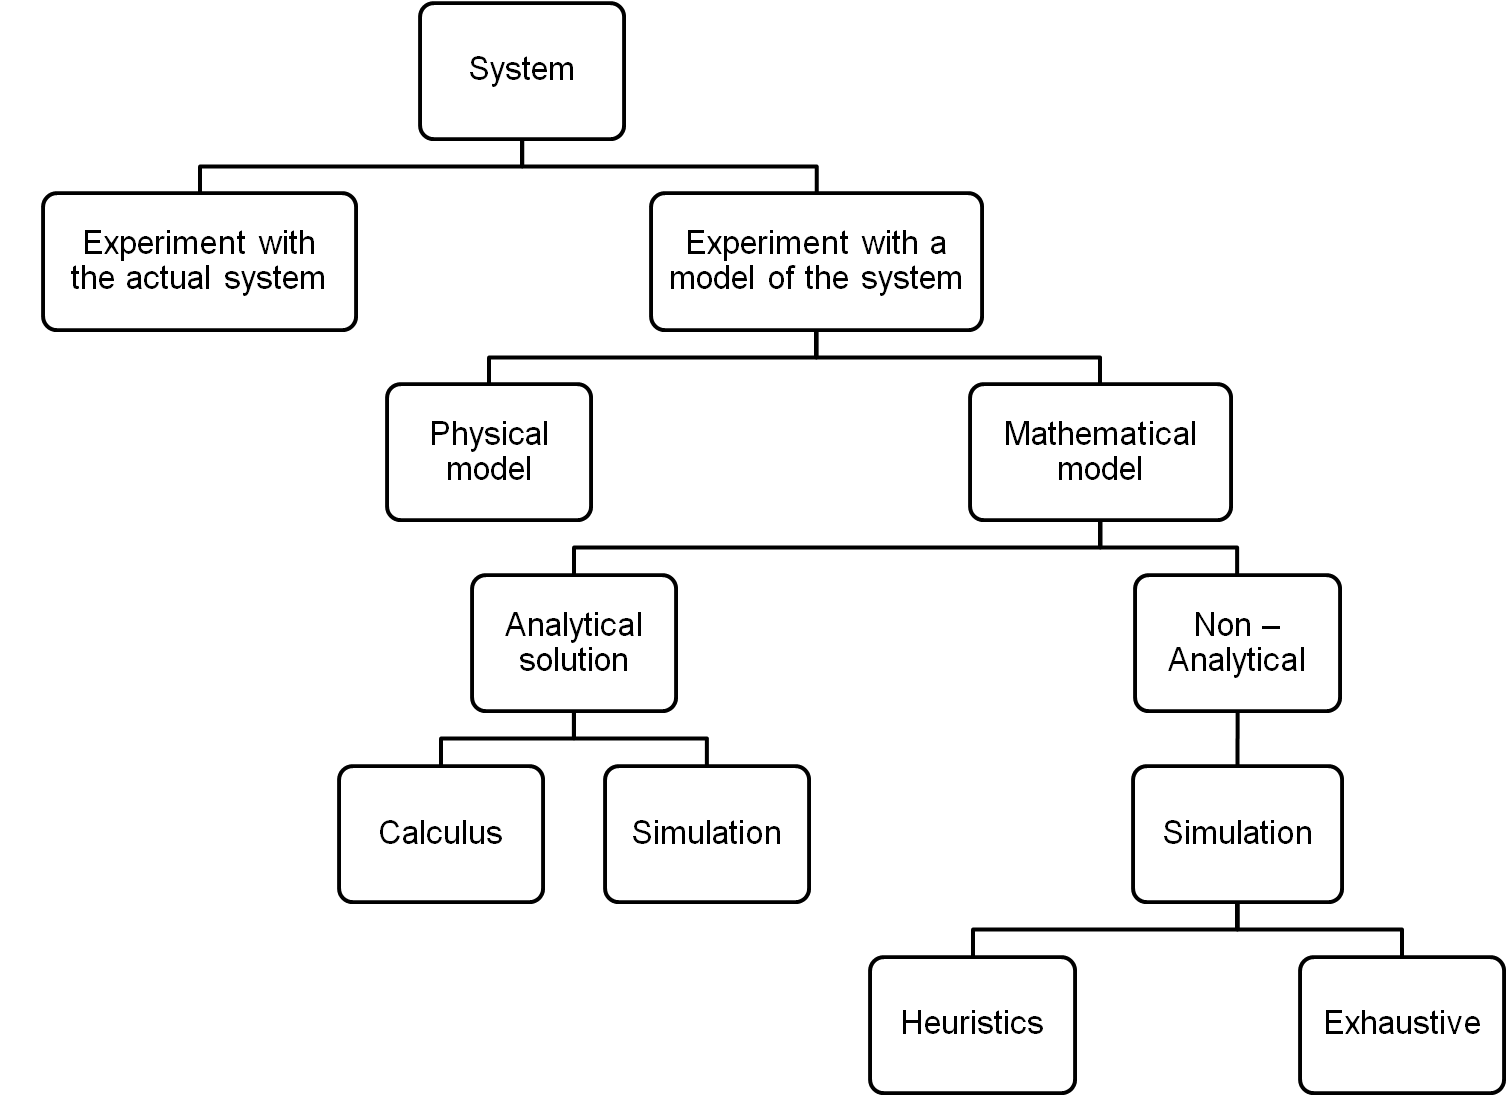 System
Experiment with
the actual system
Experiment with a
model of the system
Physical
model
Mathematical
model
Analytical
solution
Non –
Analytical
Calculus
Simulation
Simulation
Heuristics
Exhaustive